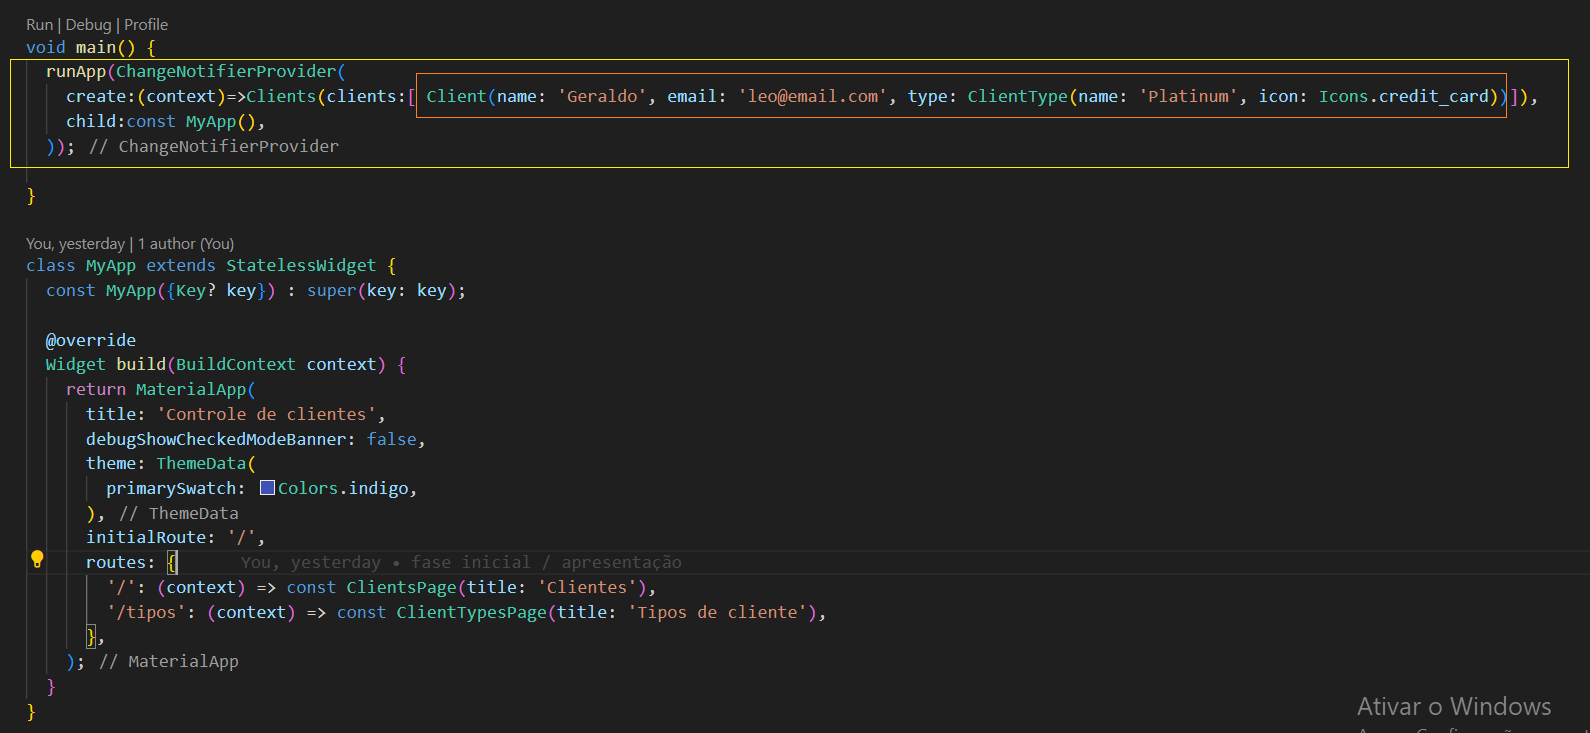 Run | Debug | Profile
void main() {
runApp(ChangeNotifierProvider(
create:(context)=>Clients(clients:[ Client(name: 'Geraldo', email: 'leo@email.com', type: ClientType(name: 'Platinum', icon: Icons.credit_card))]),
child:const MyApp(),
)); // ChangeNotifierProvider
}
You, yesterday | 1 author (You)
class MyApp extends StatelessWidget {
const MyApp({Key? key}) : super(key: key);
@override
Widget build(BuildContext context) {
return MaterialApp(
title: 'Controle de clientes',
debugShowCheckedModeBanner: false,
theme: ThemeData(
primarySwatch: Colors.indigo,
), // ThemeData
initialRoute: '/',
routes: { You, yesterday • fase inicial / apresentação
'/': (context) => const ClientsPage(title: 'Clientes'),
'/tipos': (context) => const ClientTypesPage(title: 'Tipos de cliente'),
},
); // MaterialApp
}
}
Ativar o Windows